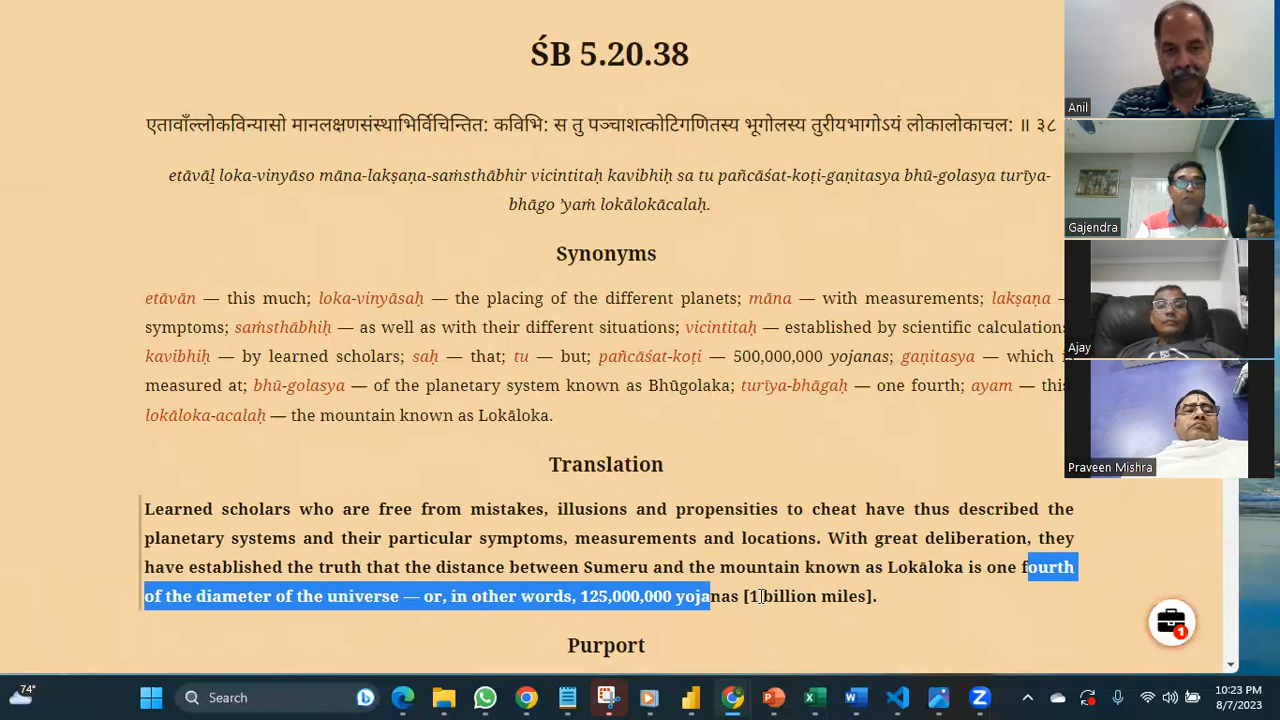 ŚB 5.20.38
एतावाँल्लोकविन्यासो मानलक्षणसंस्थाभिर्विचिन्तित: कविभि: स तु पञ्चाशत्कोटिगणितस्य भूगोलस्य तुरीयभागोऽयं लोकालोकाचल: ॥ ३८
etāvāḻ loka-vinyāso māna-lakṣaṇa-saṁsthābhir vicintitaḥ kavibhiḥ sa tu pañcāśat-koṭi-gaṇitasya bhū-golasya turīya-
bhāgo ’yaṁ lokālokācalaḥ.
Synonyms
etāvān — this much; loka-vinyāsaḥ — the placing of the different planets; māna — with measurements; lakṣaṇa —
symptoms; saṁsthābhiḥ — as well as with their different situations; vicintitaḥ — established by scientific calculations
kavibhiḥ — by learned scholars; saḥ — that; tu — but; pañcāśat-koṭi — 500,000,000 yojanas; gaṇitasya — which
measured at; bhū-golasya — of the planetary system known as Bhūgolaka; turīya-bhāgaḥ — one fourth; ayam — this
lokāloka-acalaḥ — the mountain known as Lokāloka.
Translation
Learned scholars who are free from mistakes, illusions and propensities to cheat have thus described the
planetary systems and their particular symptoms, measurements and locations. With great deliberation, they
have established the truth that the distance between Sumeru and the mountain known as Lokāloka is one fourth
of the diameter of the universe — or, in other words, 125,000,000 yojanas [1 billion miles].
Purport
Anil
Gajendra
Ajay
Praveen Mishra
1
74°
Search
10:23 PM
8/7/2023